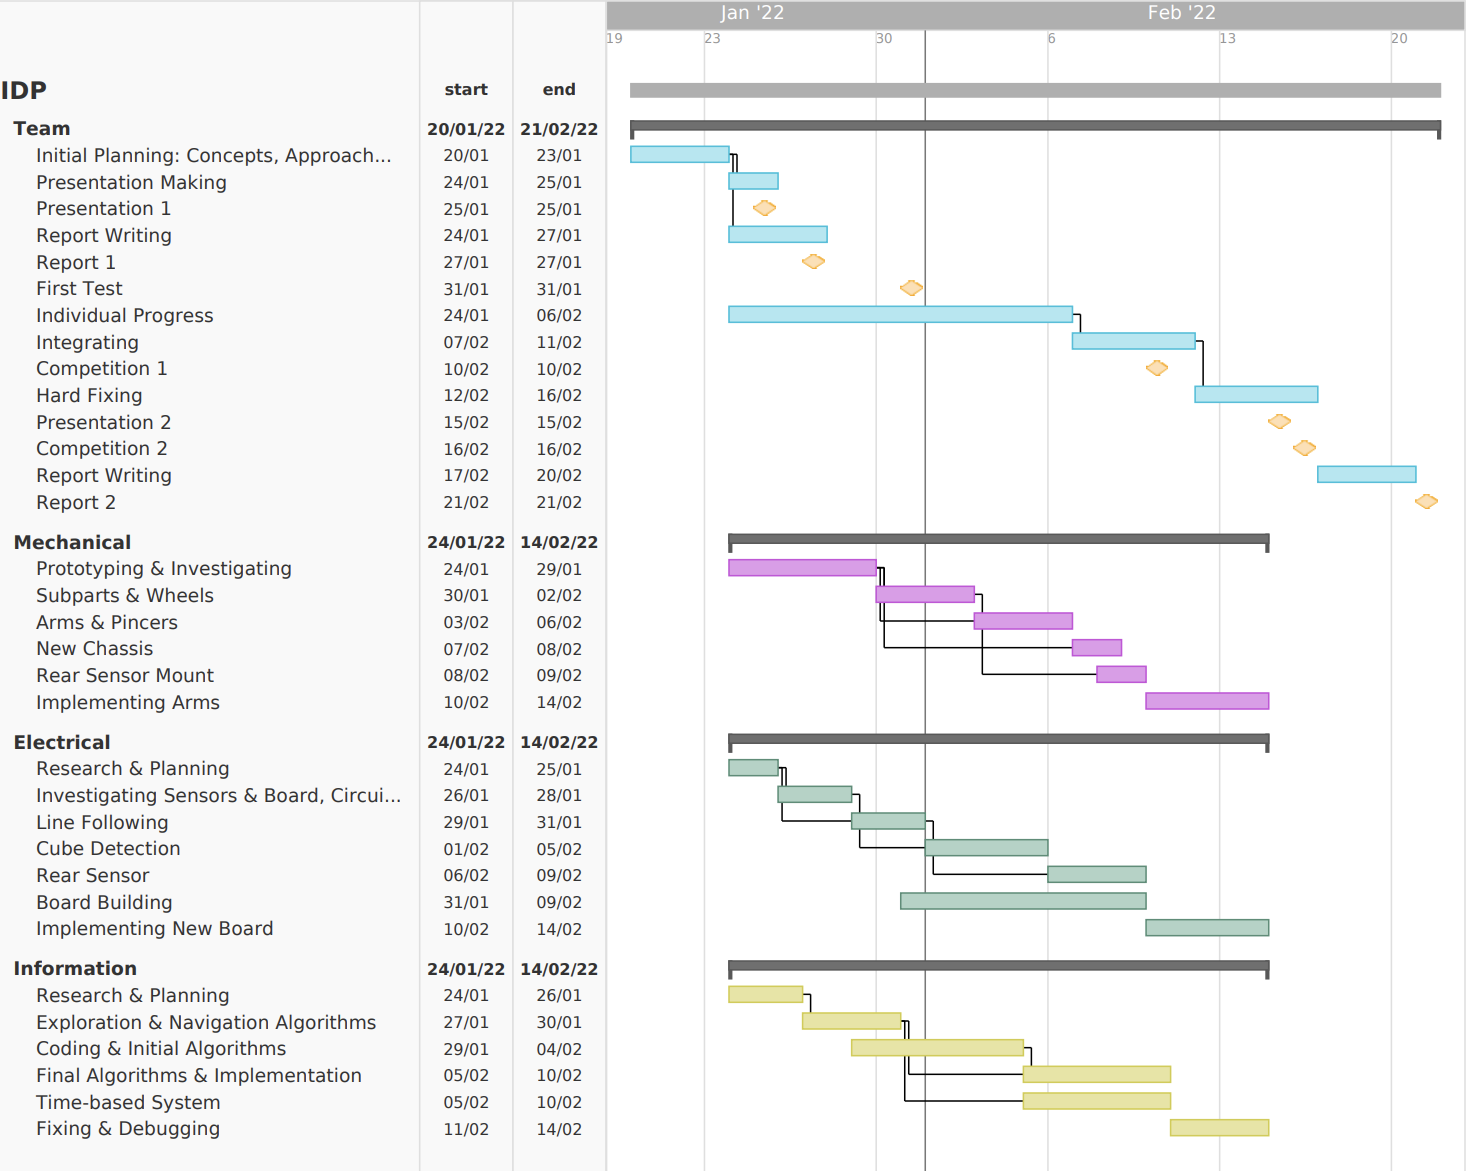 Jan '22 Feb '22
19 23 30 6 13 20
IDP start end
Team 20/01/22 21/02/22
Initial Planning: Concepts, Approach... 20/01 23/01
Presentation Making 24/01 25/01
Presentation 1 25/01 25/01
Report Writing 24/01 27/01
Report 1 27/01 27/01
First Test 31/01 31/01
Individual Progress 24/01 06/02
Integrating 07/02 11/02
Competition 1 10/02 10/02
Hard Fixing 12/02 16/02
Presentation 2 15/02 15/02
Competition 2 16/02 16/02
Report Writing 17/02 20/02
Report 2 21/02 21/02
Mechanical 24/01/22 14/02/22
Prototyping & Investigating 24/01 29/01
Subparts & Wheels 30/01 02/02
Arms & Pincers 03/02 06/02
New Chassis 07/02 08/02
Rear Sensor Mount 08/02 09/02
Implementing Arms 10/02 14/02
Electrical 24/01/22 14/02/22
Research & Planning 24/01 25/01
Investigating Sensors & Board, Circui... 26/01 28/01
Line Following 29/01 31/01
Cube Detection 01/02 05/02
Rear Sensor 06/02 09/02
Board Building 31/01 09/02
Implementing New Board 10/02 14/02
Information 24/01/22 14/02/22
Research & Planning 24/01 26/01
Exploration & Navigation Algorithms 27/01 30/01
Coding & Initial Algorithms 29/01 04/02
Final Algorithms & Implementation 05/02 10/02
Time-based System 05/02 10/02
Fixing & Debugging 11/02 14/02